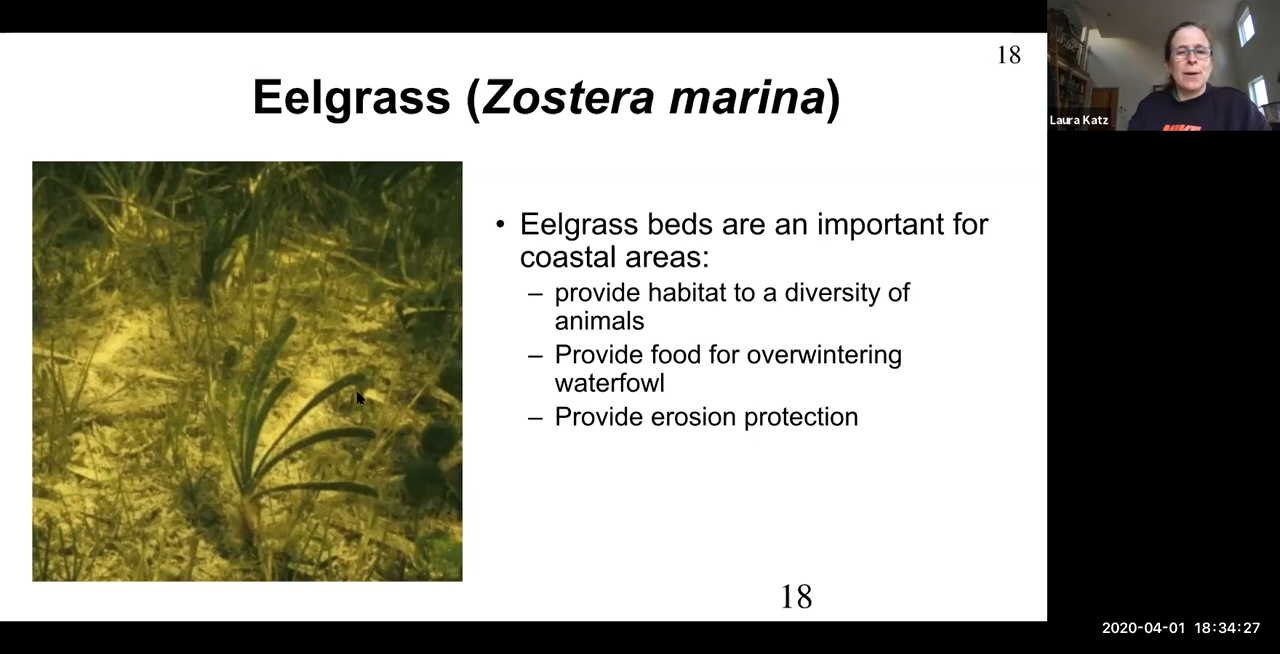 18
Eelgrass (Zostera marina)
Laura Katz
• Eelgrass beds are an important for
coastal areas:
– provide habitat to a diversity of
animals
– Provide food for overwintering
waterfowl
– Provide erosion protection
18
2020-04-01 18:34:27